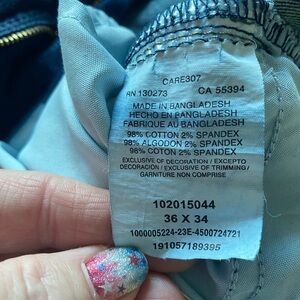 CARE307
RN 130273 CA 55394
MADE IN BANGLADESH
HECHO EN BANGLADESH
FABRIQUE AU BANGLADESH
98% COTTON 2% SPANDEX
98% ALGODON 2% SPANDEX
98% COTON 2% SPANDEX
EXCLUSIVE OF DECORATION / EXCEPTO
DECORACIÓN / EXCLUSIVE OF TRIMMING /
GARNITURE NON COMPRISE
102015044
36 X 34
1000005224-23E-4500724721
191057189395